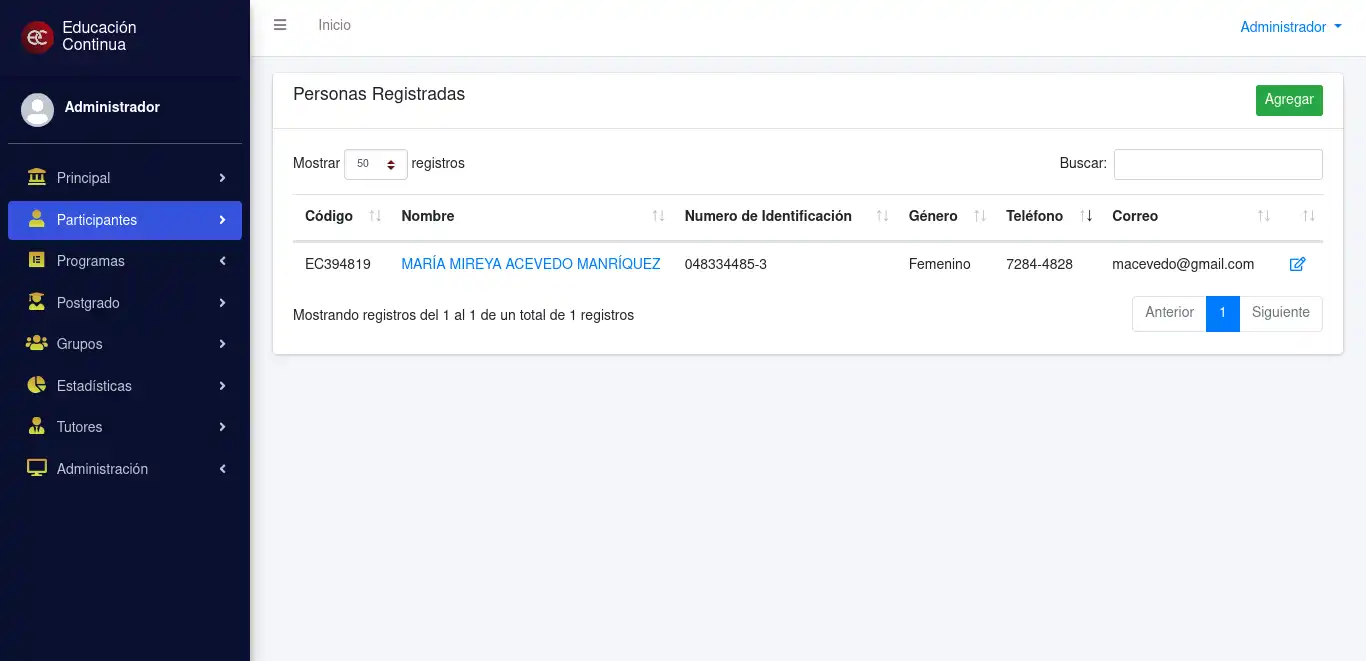 Educación
Continua
Inicio
Administrador
Administrador
Principal
Participantes
Programas
Postgrado
Grupos
Estadísticas
Tutores
Administración
Personas Registradas
Agregar
Mostrar 50 registros
Buscar:
Código Nombre Numero de Identificación Género Teléfono Correo
EC394819 MARÍA MIREYA ACEVEDO MANRÍQUEZ 048334485-3 Femenino 7284-4828 macevedo@gmail.com
Mostrando registros del 1 al 1 de un total de 1 registros
Anterior 1 Siguiente